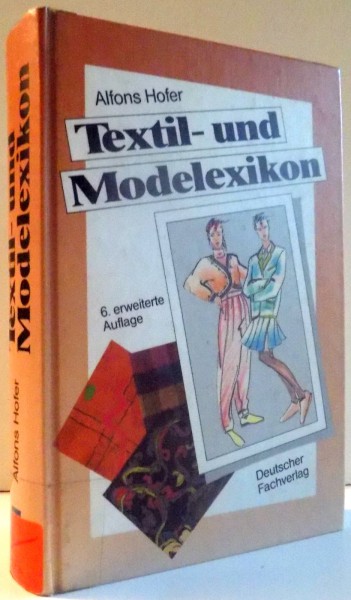 Alfons Hofer
Textil- und
Modelexikon
6. erweiterte
Auflage
Deutscher
Fachverlag
Alfons Hofer
Textil- und
Modelexikon